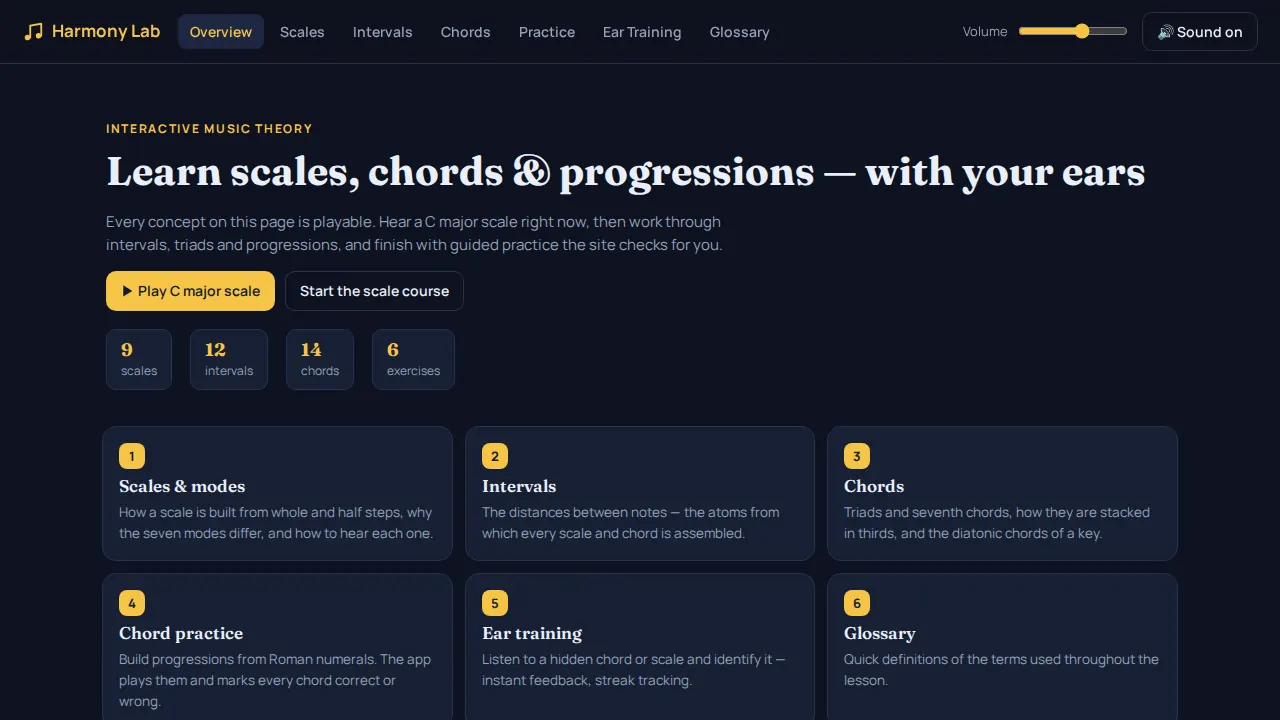 Harmony Lab
Overview
Scales
Intervals
Chords
Practice
Ear Training
Glossary
Volume
🔊 Sound on
INTERACTIVE MUSIC THEORY
Learn scales, chords & progressions — with your ears
Every concept on this page is playable. Hear a C major scale right now, then work through
intervals, triads and progressions, and finish with guided practice the site checks for you.
▶ Play C major scale
Start the scale course
9
scales
12
intervals
14
chords
6
exercises
1
Scales & modes
How a scale is built from whole and half steps, why
the seven modes differ, and how to hear each one.
2
Intervals
The distances between notes — the atoms from
which every scale and chord is assembled.
3
Chords
Triads and seventh chords, how they are stacked
in thirds, and the diatonic chords of a key.
4
Chord practice
Build progressions from Roman numerals. The app
plays them and marks every chord correct or
wrong.
5
Ear training
Listen to a hidden chord or scale and identify it —
instant feedback, streak tracking.
6
Glossary
Quick definitions of the terms used throughout the
lesson.